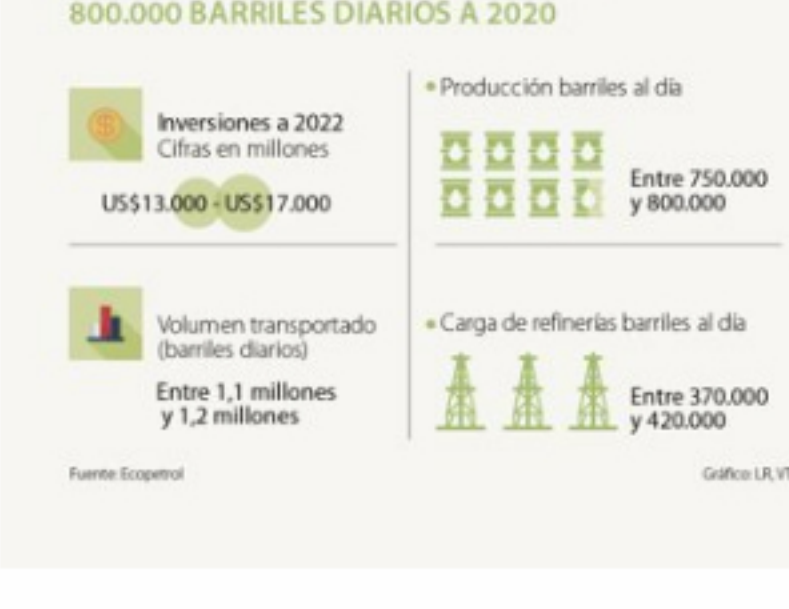 800.000 BARRILES DIARIOS A 2020
Inversiones a 2022
Cifras en millones
US$13.000 - US$17.000
Volumen transportado
(barriles diarios)
Entre 1,1 millones
y 1,2 millones
• Producción barriles al día
Entre 750.000
y 800.000
• Carga de refinerías barriles al día
Entre 370.000
y 420.000
Fuente: Ecopetrol
Gráfico: LR, VT